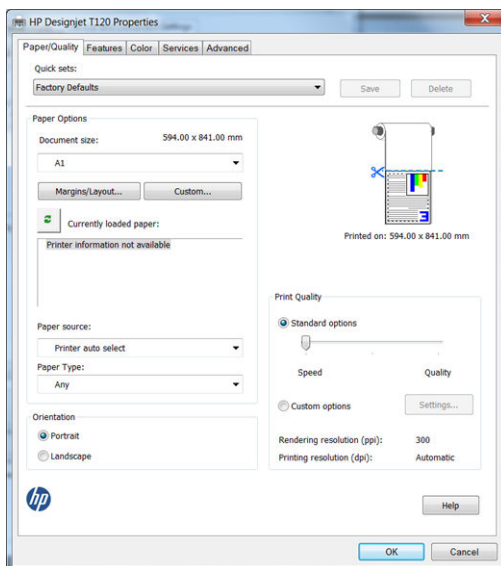 HP Designjet T120 Properties
Paper/Quality Features Color Services Advanced
Quick sets:
Factory Defaults
Save Delete
Paper Options
Document size: 594.00 x 841.00 mm
A1
Margins/Layout... Custom...
Currently loaded paper:
Printer information not available
Printed on: 594.00 x 841.00 mm
Paper source:
Printer auto select
Paper Type:
Any
Print Quality
Standard options
Speed Quality
Custom options Settings...
Rendering resolution (ppi): 300
Printing resolution (dpi): Automatic
Orientation
Portrait
Landscape
hp
Help
OK Cancel